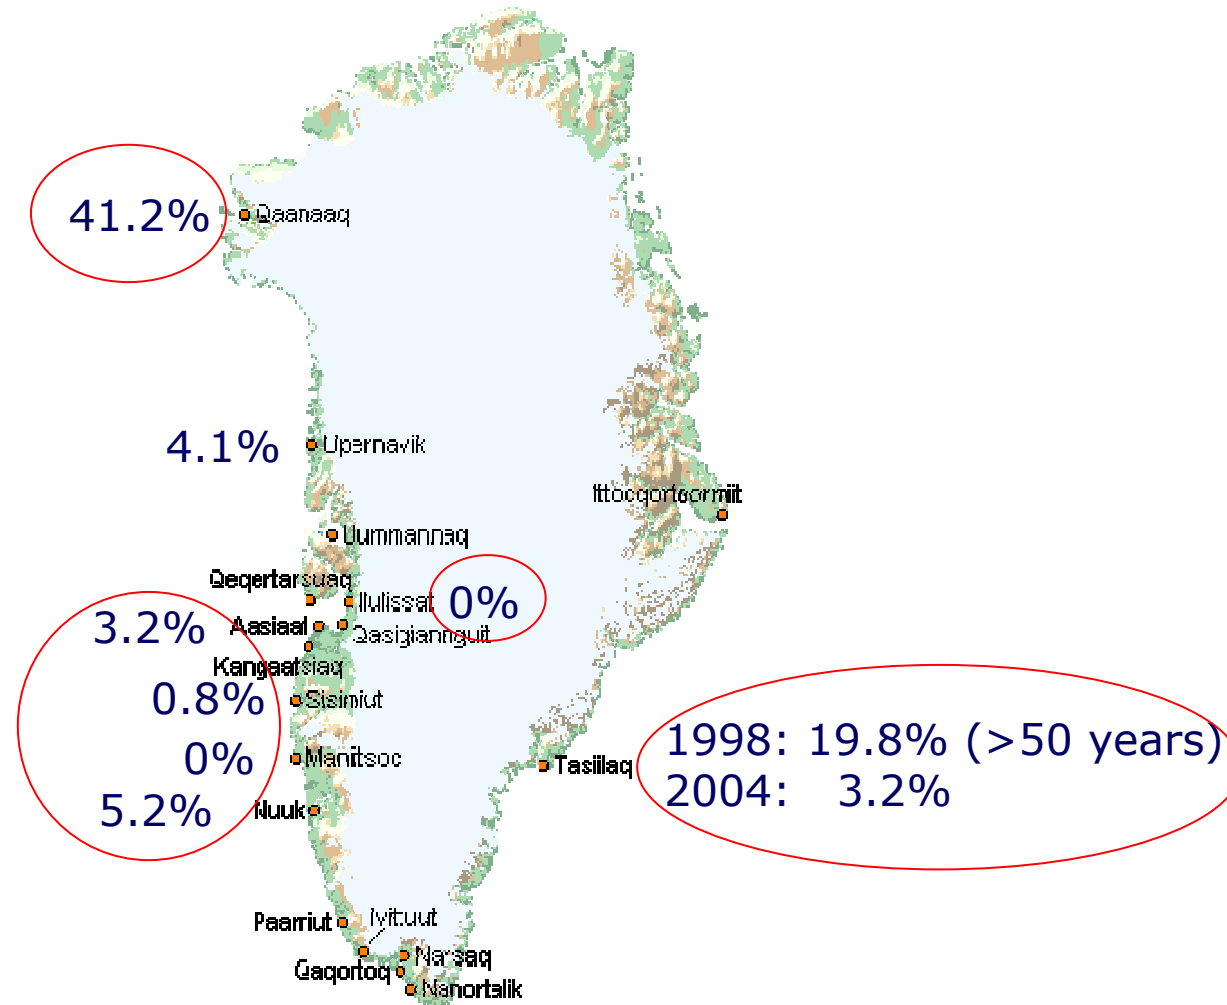 41.2%
Qaanaaq
4.1%
Upernavik
Ittoqqortoormiit
Uummannaq
Qeqertarsuaq
Ilulissat
0%
3.2%
Aasiaat
Qasigiannguit
Kangaatsiaq
0.8%
Sisimiut
0%
Maniitsoq
1998: 19.8% (>50 years)
Tasiilaq
2004: 3.2%
5.2%
Nuuk
Paamiut
Ivittuut
Narsaq
Qaqortoq
Nanortalik